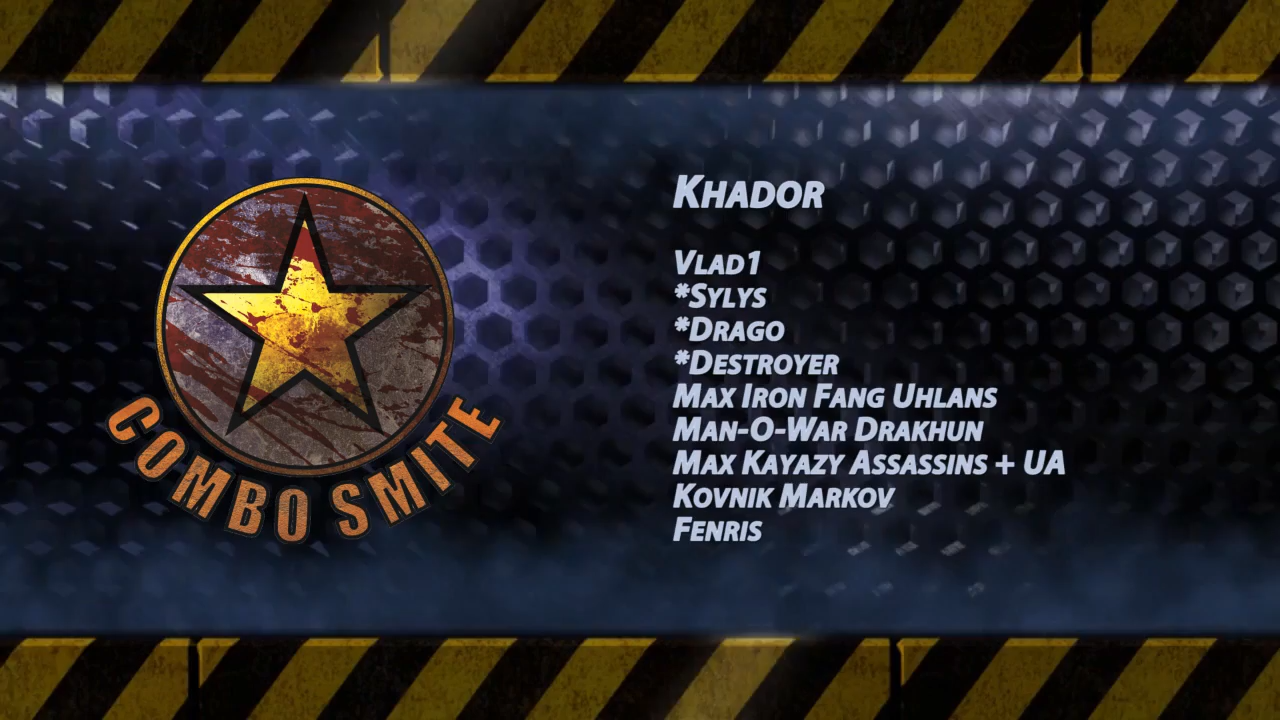 COMBO SMITE
KHADOR
VLAD1
*SYLYS
*DRAGO
*DESTROYER
MAX IRON FANG UHLANS
MAN-O-WAR DRAKHUN
MAX KAYAZY ASSASSINS + UA
KOVNIK MARKOV
FENRIS